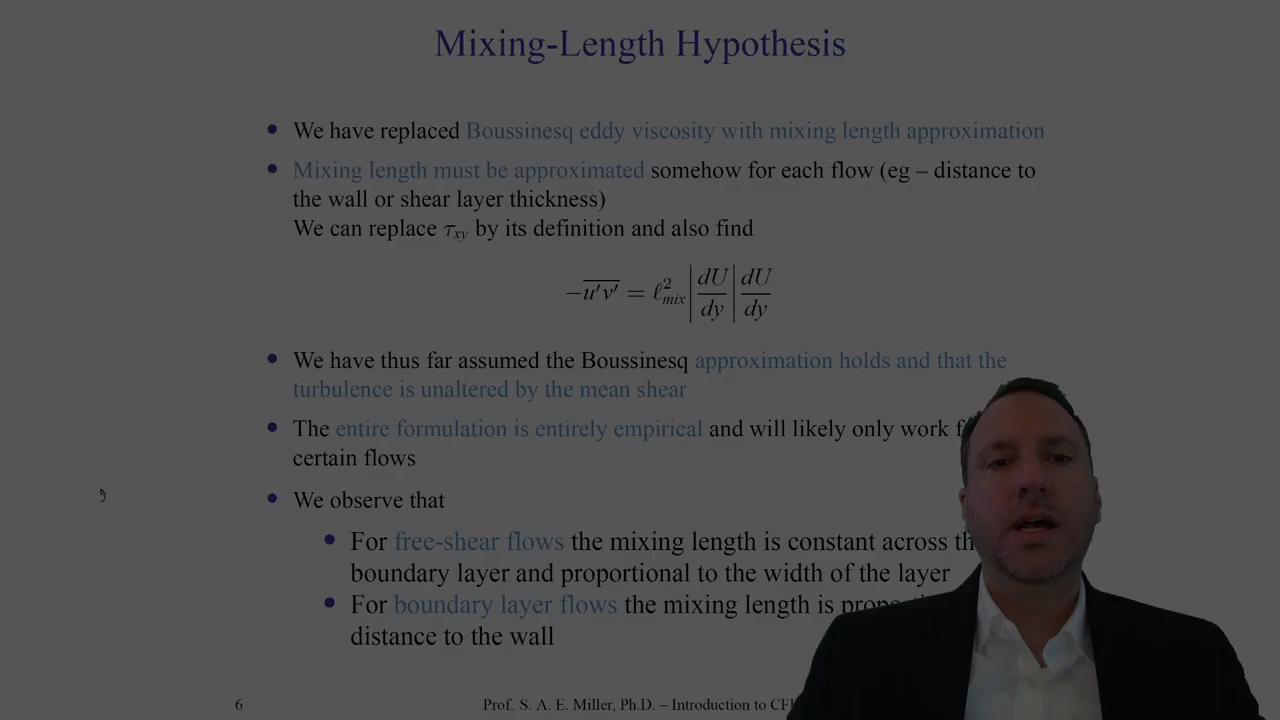 Mixing-Length Hypothesis
• We have replaced Boussinesq eddy viscosity with mixing length approximation
• Mixing length must be approximated somehow for each flow (eg – distance to
the wall or shear layer thickness)
We can replace τxy by its definition and also find
−\overline{u′v′} = ℓ²mix |dU/dy| dU/dy
• We have thus far assumed the Boussinesq approximation holds and that the
turbulence is unaltered by the mean shear
• The entire formulation is entirely empirical and will likely only work
certain flows
• We observe that
• For free-shear flows the mixing length is constant across
boundary layer and proportional to the width of the layer
• For boundary layer flows the mixing length is
distance to the wall
6 Prof. S. A. E. Miller, Ph.D. – Introduction to